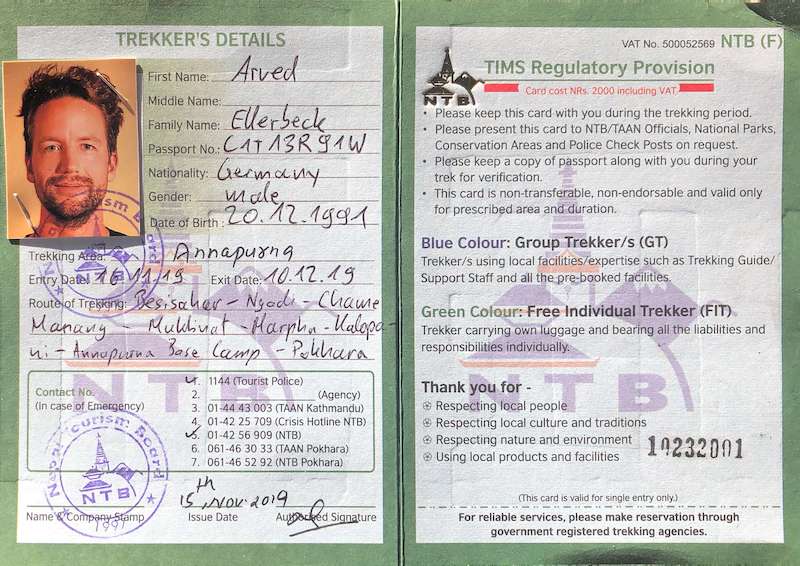 TREKKER'S DETAILS
First Name: Arved
Middle Name:
Family Name: Ellerbeck
Passport No.: C1T13R91W
Nationality: Germany
Gender: male
Date of Birth: 20.12.1991
Trekking Area: Annapurna
Entry Date: 16.11.19 Exit Date: 10.12.19
Route of Trekking: Besisahar - Ngadi - Chame
Manang - Muktinat - Marpha - Kalopa-
ni - Annapurna Base Camp - Pokhara
Contact No.
(In case of Emergency)
1. 1144 (Tourist Police)
2. (Agency)
3. 01-44 43 003 (TAAN Kathmandu)
4. 01-42 25 709 (Crisis Hotline NTB)
5. 01-42 56 909 (NTB)
6. 061-46 30 33 (TAAN Pokhara)
7. 061-46 52 92 (NTB Pokhara)
Nepal Tourism Board
NTB
1997
15th Nov. 2019
Name & Company Stamp Issue Date Authorised Signature
VAT No. 500052569 NTB (F)
NTB
TIMS Regulatory Provision
Card cost NRs. 2000 including VAT
• Please keep this card with you during the trekking period.
• Please present this card to NTB/TAAN Officials, National Parks,
Conservation Areas and Police Check Posts on request.
• Please keep a copy of passport along with you during your
trek for verification.
• This card is non-transferable, non-endorsable and valid only
for prescribed area and duration.
Blue Colour: Group Trekker/s (GT)
Trekker/s using local facilities/expertise such as Trekking Guide/
Support Staff and all the pre-booked facilities.
Green Colour: Free Individual Trekker (FIT)
Trekker carrying own luggage and bearing all the liabilities and
responsibilities individually.
NTB
Thank you for -
Respecting local people
Respecting local culture and traditions
Respecting nature and environment
Using local products and facilities
10232001
(This card is valid for single entry only.)
For reliable services, please make reservation through
government registered trekking agencies.